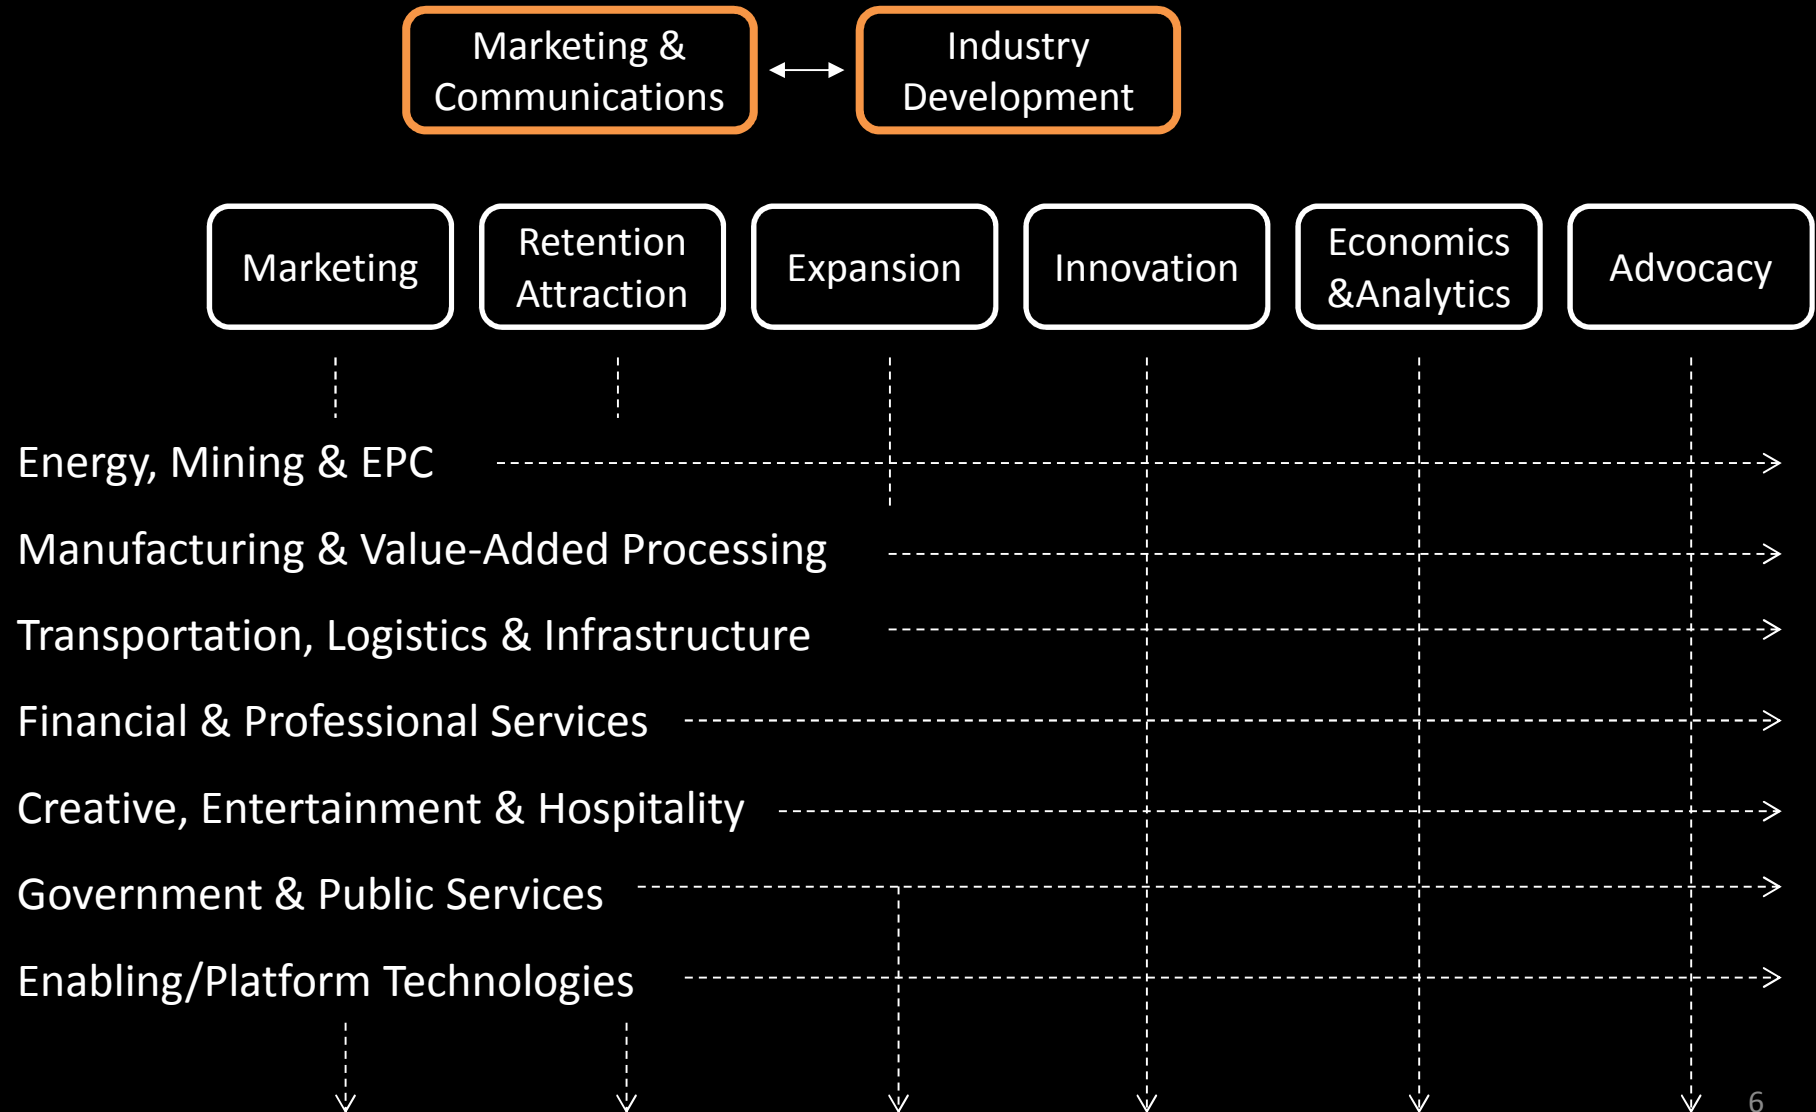 Marketing &
Communications
Industry
Development
Marketing
Retention
Attraction
Expansion
Innovation
Economics
&Analytics
Advocacy
Energy, Mining & EPC
Manufacturing & Value-Added Processing
Transportation, Logistics & Infrastructure
Financial & Professional Services
Creative, Entertainment & Hospitality
Government & Public Services
Enabling/Platform Technologies
6